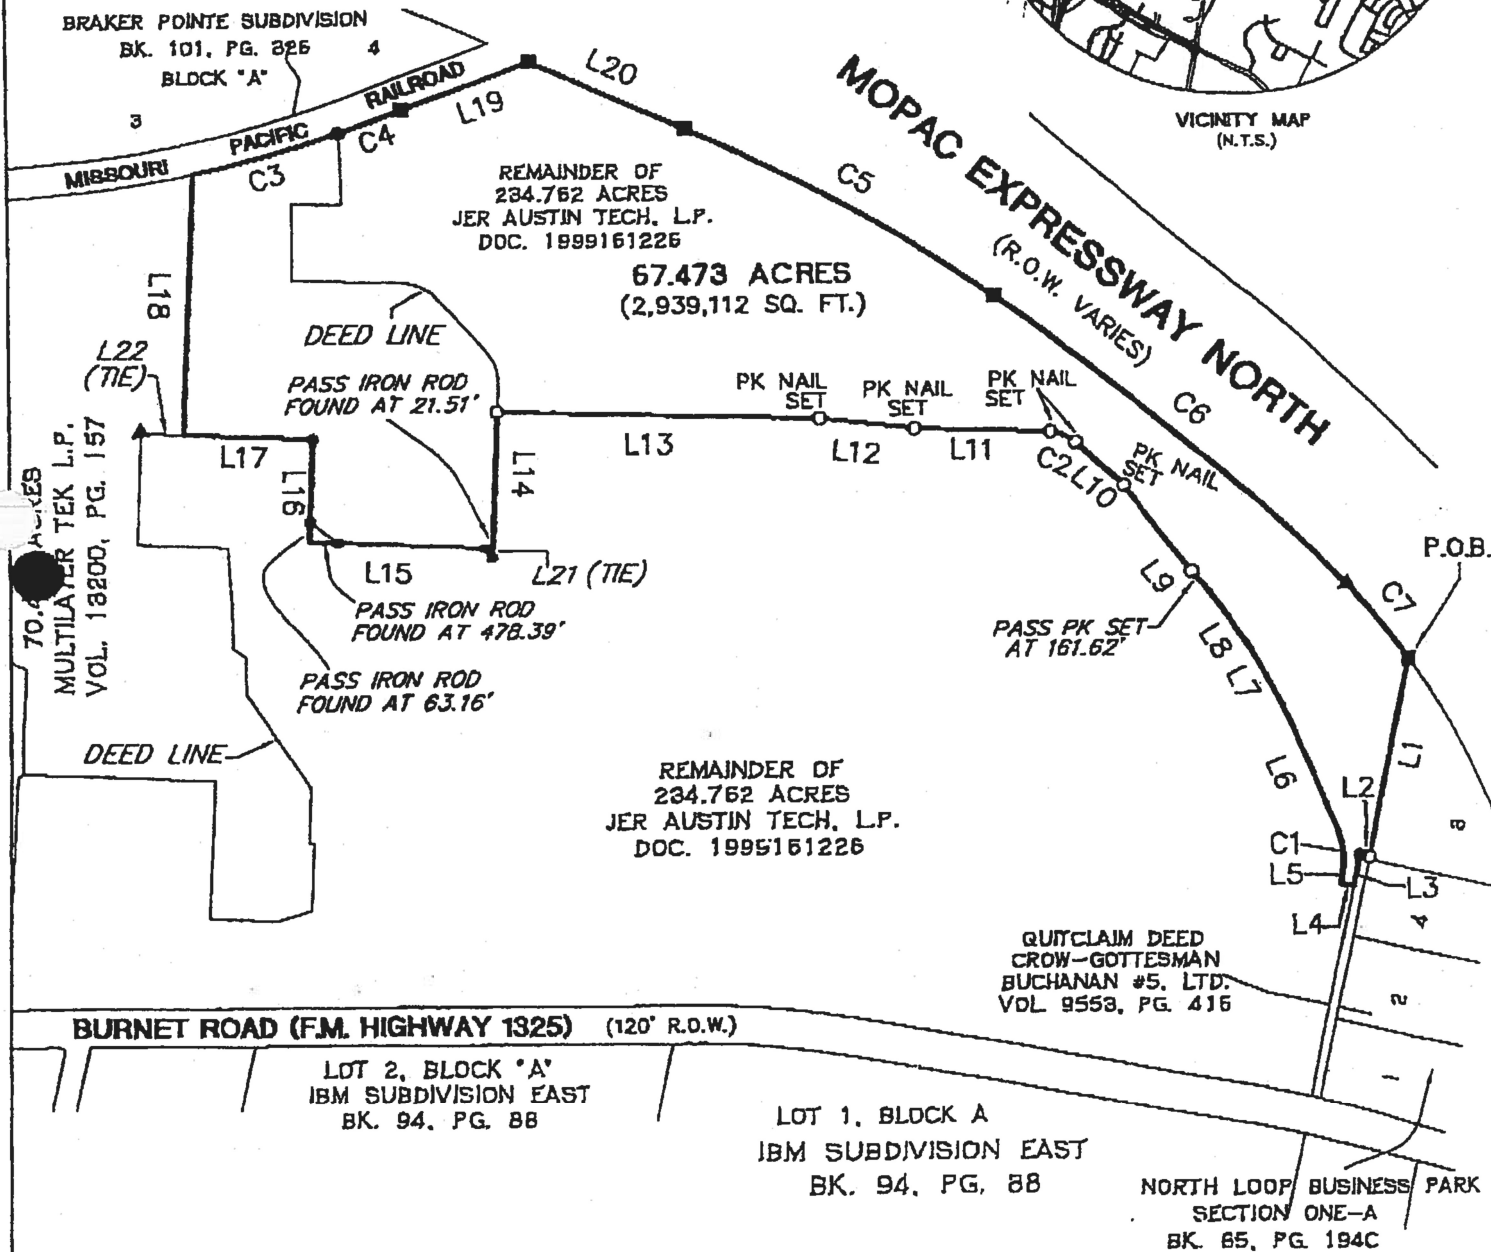 BRAKER POINTE SUBDIVISION
BK. 101, PG. 326
BLOCK "A"
4
3
MISSOURI PACIFIC RAILROAD
C3
C4
L19
L20
C5
MOPAC EXPRESSWAY NORTH
(R.O.W. VARIES)
VICINITY MAP
(N.T.S.)
REMAINDER OF
234.762 ACRES
JER AUSTIN TECH, L.P.
DOC. 1999161226
67.473 ACRES
(2,939,112 SQ. FT.)
L18
DEED LINE
L22
(TIE)
PASS IRON ROD
FOUND AT 21.51'
PK NAIL
SET
PK NAIL
SET
PK NAIL
SET
C6
L17
L16
L14
L13
L12
L11
C2
L10
PK NAIL
SET
70. ACRES
MULTILAYER TEK L.P.
VOL. 13200, PG. 157
L15
L21 (TIE)
PASS IRON ROD
FOUND AT 478.39'
PASS IRON ROD
FOUND AT 63.16'
DEED LINE
L9
PASS PK SET
AT 161.62'
L8
L7
C7
P.O.B.
L6
L1
L2
C1
L5
L3
L4
4
2
1
REMAINDER OF
234.762 ACRES
JER AUSTIN TECH, L.P.
DOC. 1999161226
QUITCLAIM DEED
CROW-GOTTESMAN
BUCHANAN #5, LTD.
VOL 9553, PG. 416
BURNET ROAD (F.M. HIGHWAY 1325) (120' R.O.W.)
LOT 2, BLOCK "A"
IBM SUBDIVISION EAST
BK. 94, PG. 88
LOT 1, BLOCK A
IBM SUBDIVISION EAST
BK. 94, PG. 88
NORTH LOOP BUSINESS PARK
SECTION ONE-A
BK. 85, PG. 194C